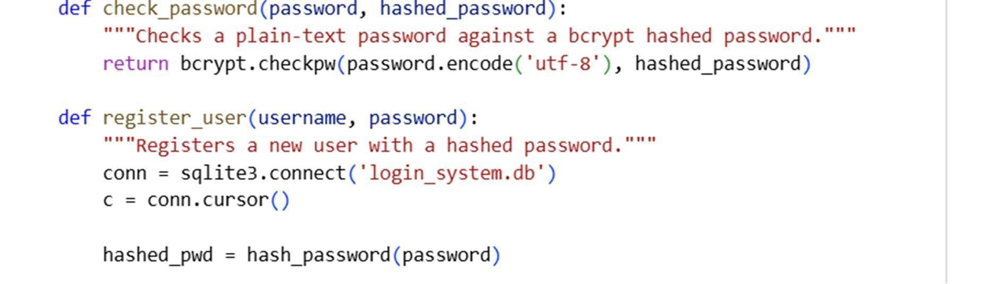 def check_password(password, hashed_password):
    """Checks a plain-text password against a bcrypt hashed password."""
    return bcrypt.checkpw(password.encode('utf-8'), hashed_password)

def register_user(username, password):
    """Registers a new user with a hashed password."""
    conn = sqlite3.connect('login_system.db')
    c = conn.cursor()

    hashed_pwd = hash_password(password)